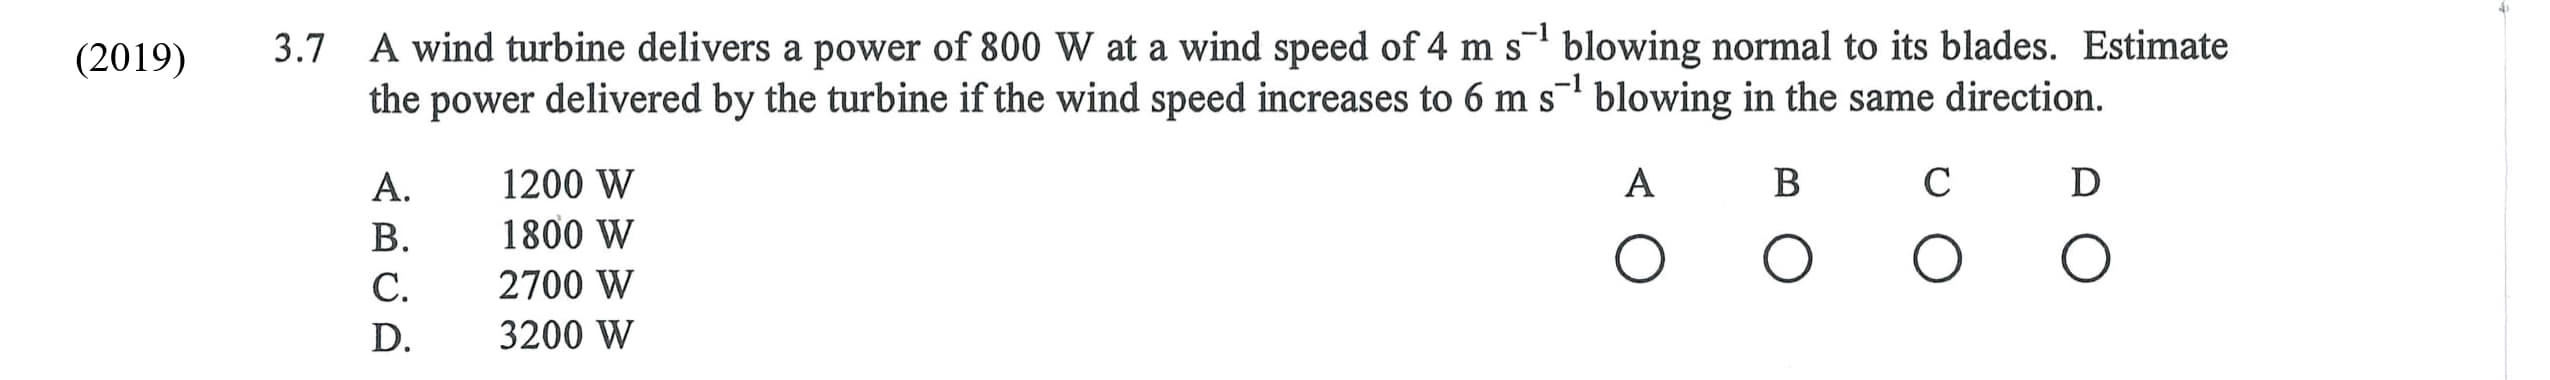 (2019) 3.7 A wind turbine delivers a power of 800 W at a wind speed of 4 m s⁻¹ blowing normal to its blades. Estimate
the power delivered by the turbine if the wind speed increases to 6 m s⁻¹ blowing in the same direction.
A. 1200 W A B C D
B. 1800 W
C. 2700 W
D. 3200 W